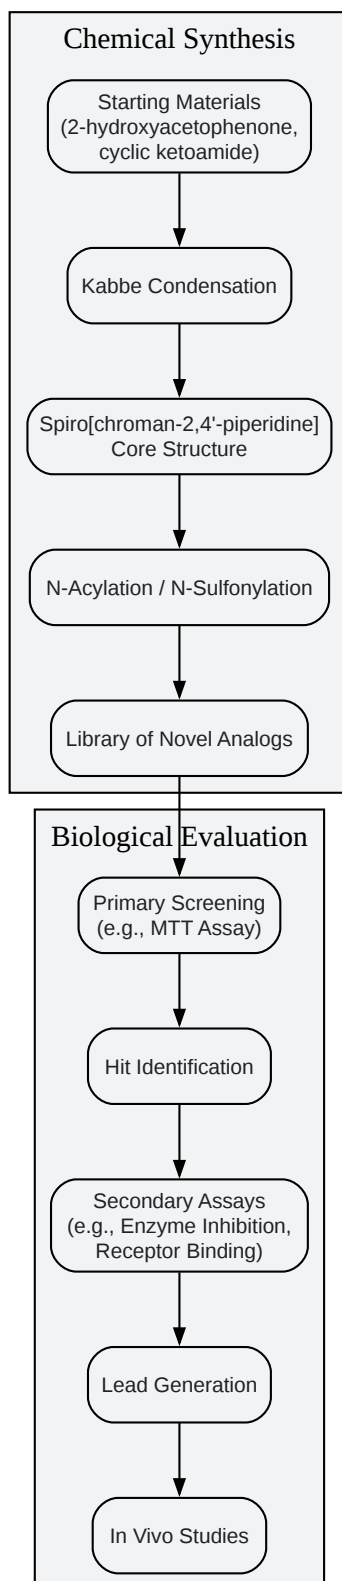 Chemical Synthesis
Starting Materials
(2-hydroxyacetophenone,
cyclic ketoamide)
Kabbe Condensation
Spiro[chroman-2,4'-piperidine]
Core Structure
N-Acylation / N-Sulfonylation
Library of Novel Analogs
Biological Evaluation
Primary Screening
(e.g., MTT Assay)
Hit Identification
Secondary Assays
(e.g., Enzyme Inhibition,
Receptor Binding)
Lead Generation
In Vivo Studies